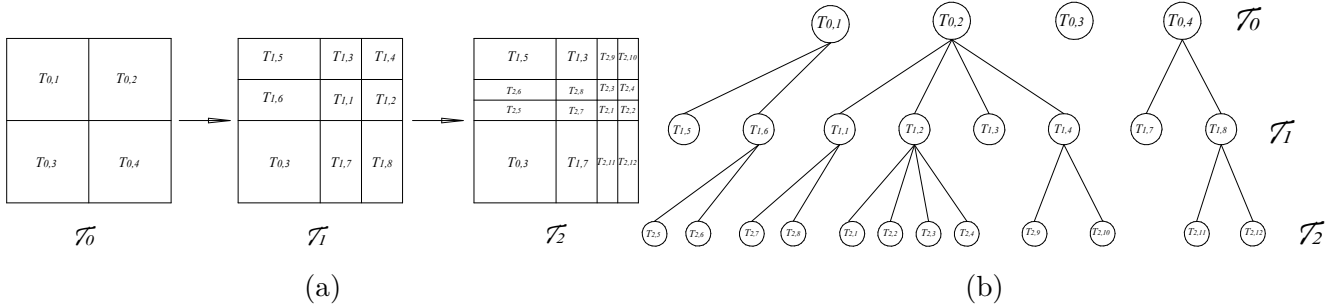 T0,1 T0,2
T0,3 T0,4
𝒯0
T1,5 T1,3 T1,4
T1,6 T1,1 T1,2
T0,3 T1,7 T1,8
𝒯1
T1,5 T1,3 T2,9 T2,10
T2,6 T2,8 T2,3 T2,4
T2,5 T2,7 T2,1 T2,2
T0,3 T1,7 T2,11 T2,12
𝒯2
(a)
T0,1 T0,2 T0,3 T0,4 𝒯0
T1,5 T1,6 T1,1 T1,2 T1,3 T1,4 T1,7 T1,8 𝒯1
T2,5 T2,6 T2,7 T2,8 T2,1 T2,2 T2,3 T2,4 T2,9 T2,10 T2,11 T2,12 𝒯2
(b)